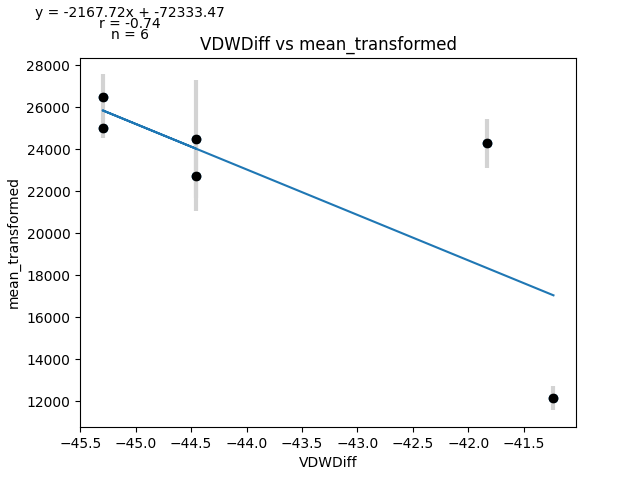 y = -2167.72x + -72333.47
r = -0.74
n = 6
VDWDiff vs mean_transformed
28000
26000
24000
22000
20000
18000
16000
14000
12000
mean_transformed
−45.5 −45.0 −44.5 −44.0 −43.5 −43.0 −42.5 −42.0 −41.5
VDWDiff